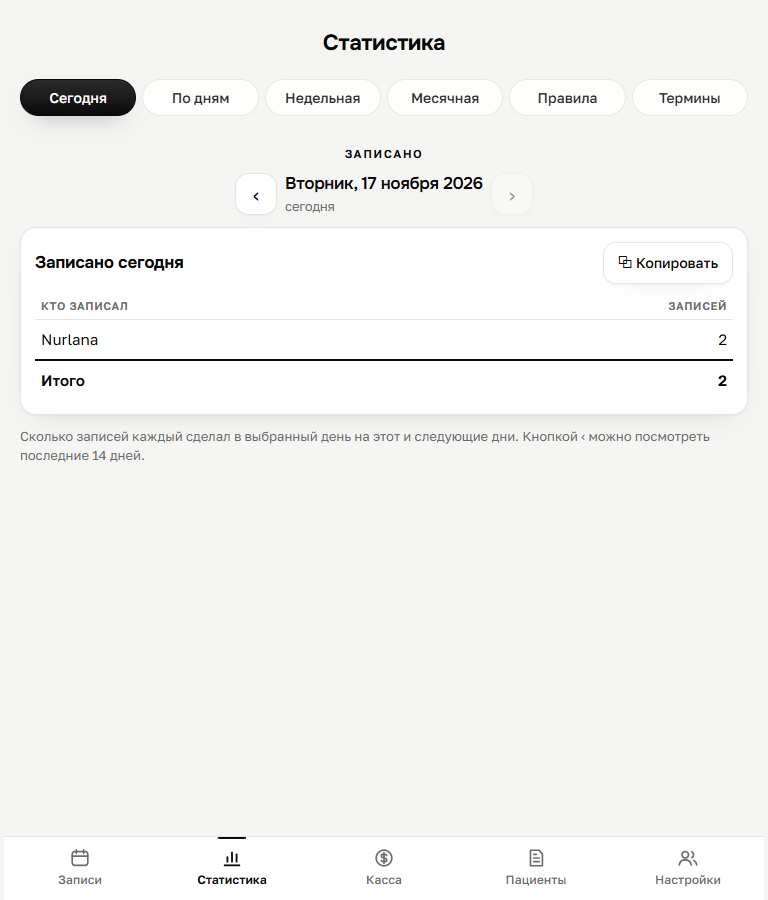 Статистика
Сегодня
По дням
Недельная
Месячная
Правила
Термины
ЗАПИСАНО
‹
Вторник, 17 ноября 2026
сегодня
›
Записано сегодня
Копировать
КТО ЗАПИСАЛ
ЗАПИСЕЙ
Nurlana
2
Итого
2
Сколько записей каждый сделал в выбранный день на этот и следующие дни. Кнопкой ‹ можно посмотреть
последние 14 дней.
Записи
Статистика
Касса
Пациенты
Настройки